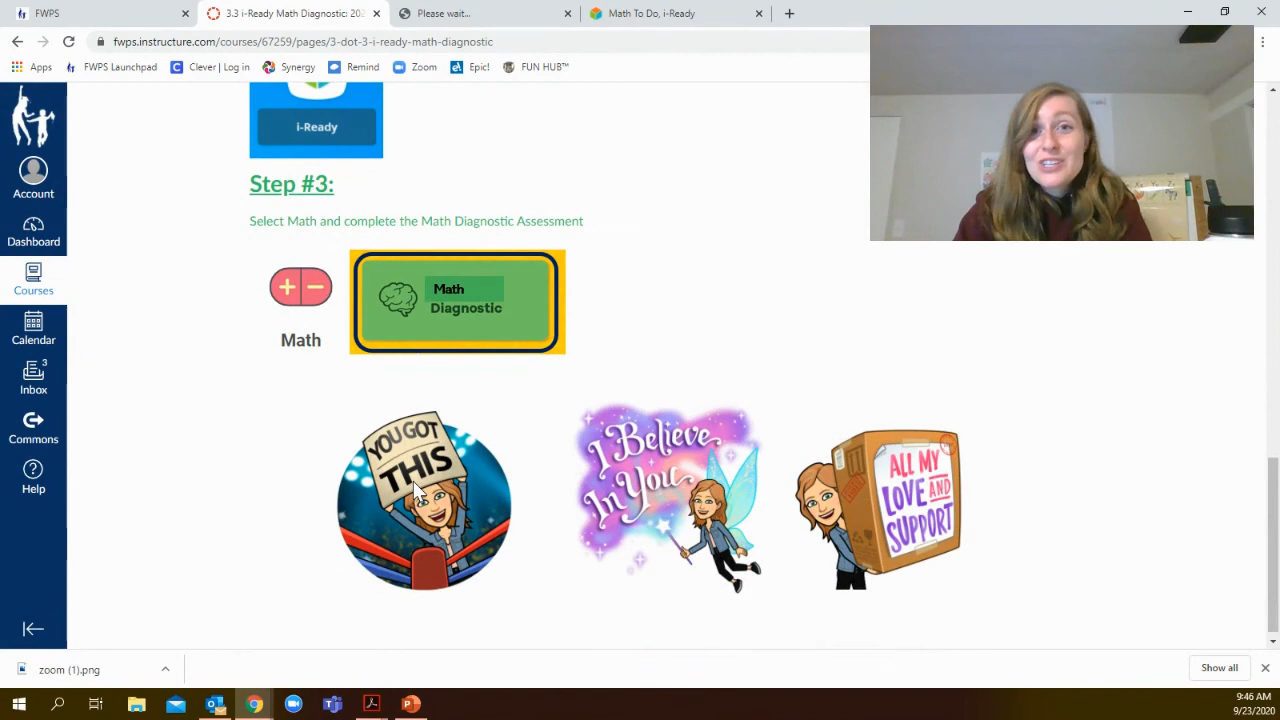 FWPS
3.3 i-Ready Math Diagnostic: 202
Please wait...
Math To Do, i-Ready
fwps.instructure.com/courses/67259/pages/3-dot-3-i-ready-math-diagnostic
Apps
FWPS Launchpad
Clever | Log in
Synergy
Remind
Zoom
Epic!
FUN HUB™
i-Ready
Step #3:
Select Math and complete the Math Diagnostic Assessment
Math
Math
Diagnostic
YOU GOT
THIS
I Believe
In You
ALL MY
LOVE AND
SUPPORT
Account
Dashboard
Courses
Calendar
3
Inbox
Commons
Help
zoom (1).png
Show all
9:46 AM
9/23/2020